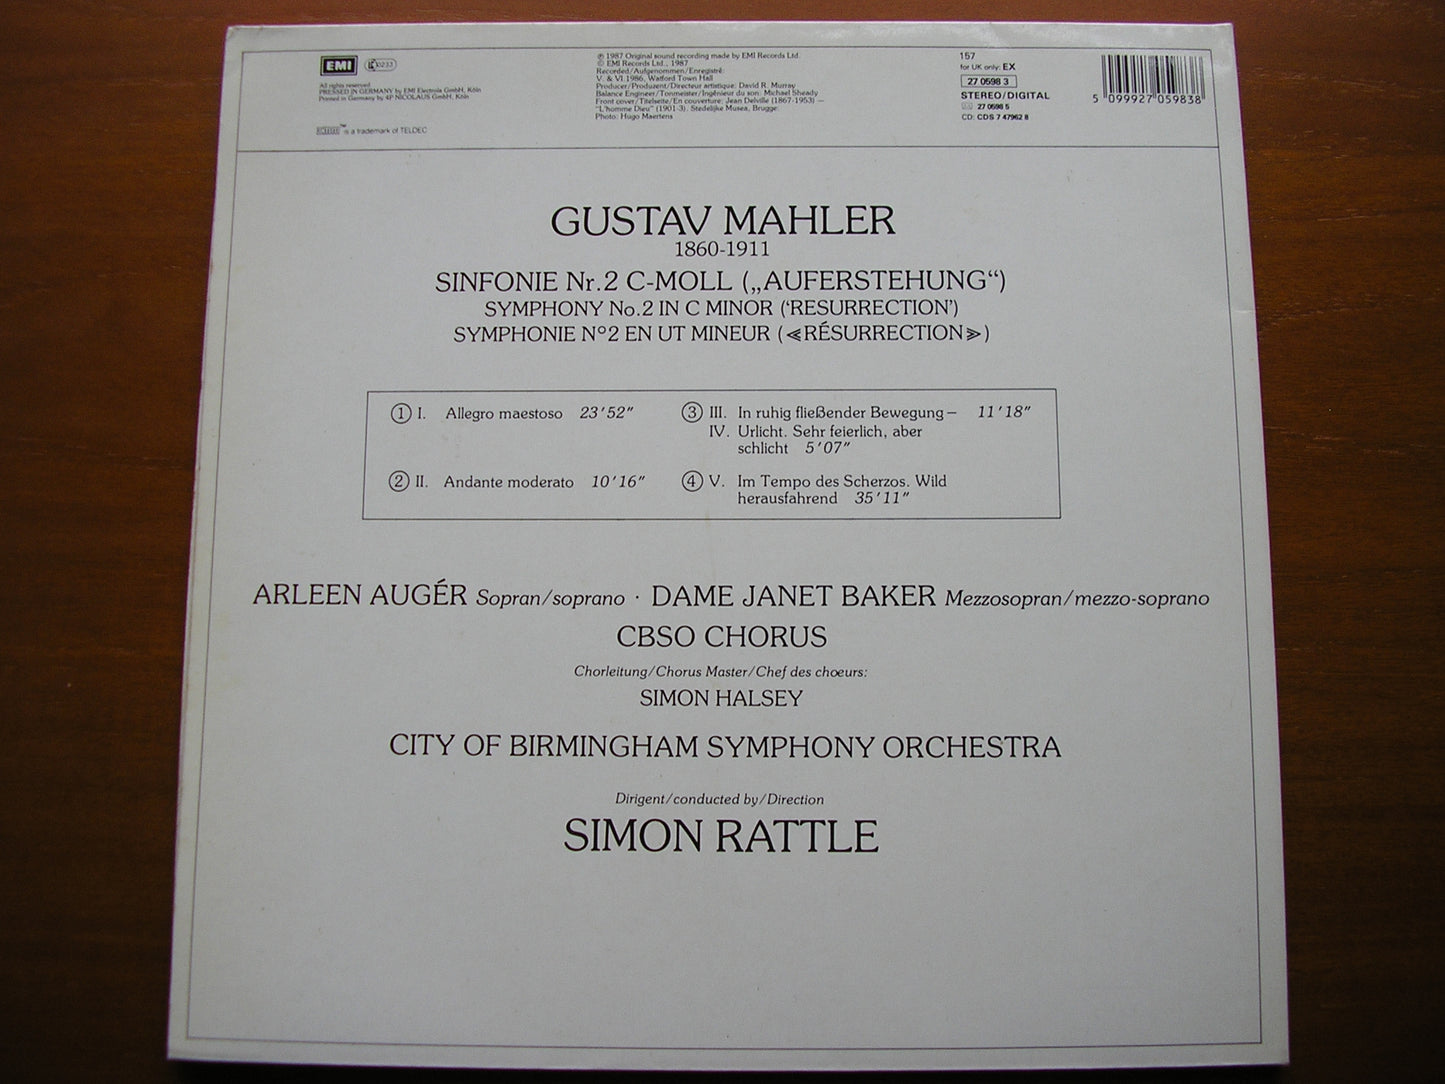 EMI
All rights reserved
PRESSED IN GERMANY by EMI Electrola GmbH, Köln
Printed in Germany by 4P NICOLAUS GmbH, Köln
™ is a trademark of TELDEC
℗ 1987 Original sound recording made by EMI Records Ltd.
© EMI Records Ltd., 1987
Recorded/Aufgenommen/Enregistré:
V. & VI.1986, Watford Town Hall
Producer/Produzent/Directeur artistique: David R. Murray
Balance Engineer/Tonmeister/Ingénieur du son: Michael Sheady
Front cover/Titelseite/En couverture: Jean Delville (1867-1953) —
"L'homme Dieu" (1901-3). Stedelijke Musea, Brugge:
Photo: Hugo Maertens
157
for UK only: EX
27 0598 3
STEREO/DIGITAL
27 0598 5
CD: CDS 7 47962 8
5 099927 059838
GUSTAV MAHLER
1860-1911
SINFONIE Nr.2 C-MOLL („AUFERSTEHUNG“)
SYMPHONY No.2 IN C MINOR (‘RESURRECTION’)
SYMPHONIE N°2 EN UT MINEUR (≪RÉSURRECTION≫)
① I. Allegro maestoso 23’52”
② II. Andante moderato 10’16”
③ III. In ruhig fließender Bewegung – 11’18”
IV. Urlicht. Sehr feierlich, aber
schlicht 5’07”
④ V. Im Tempo des Scherzos. Wild
herausfahrend 35’11”
ARLEEN AUGÉR Sopran/soprano · DAME JANET BAKER Mezzosopran/mezzo-soprano
CBSO CHORUS
Chorleitung/Chorus Master/Chef des chœurs:
SIMON HALSEY
CITY OF BIRMINGHAM SYMPHONY ORCHESTRA
Dirigent/conducted by/Direction
SIMON RATTLE